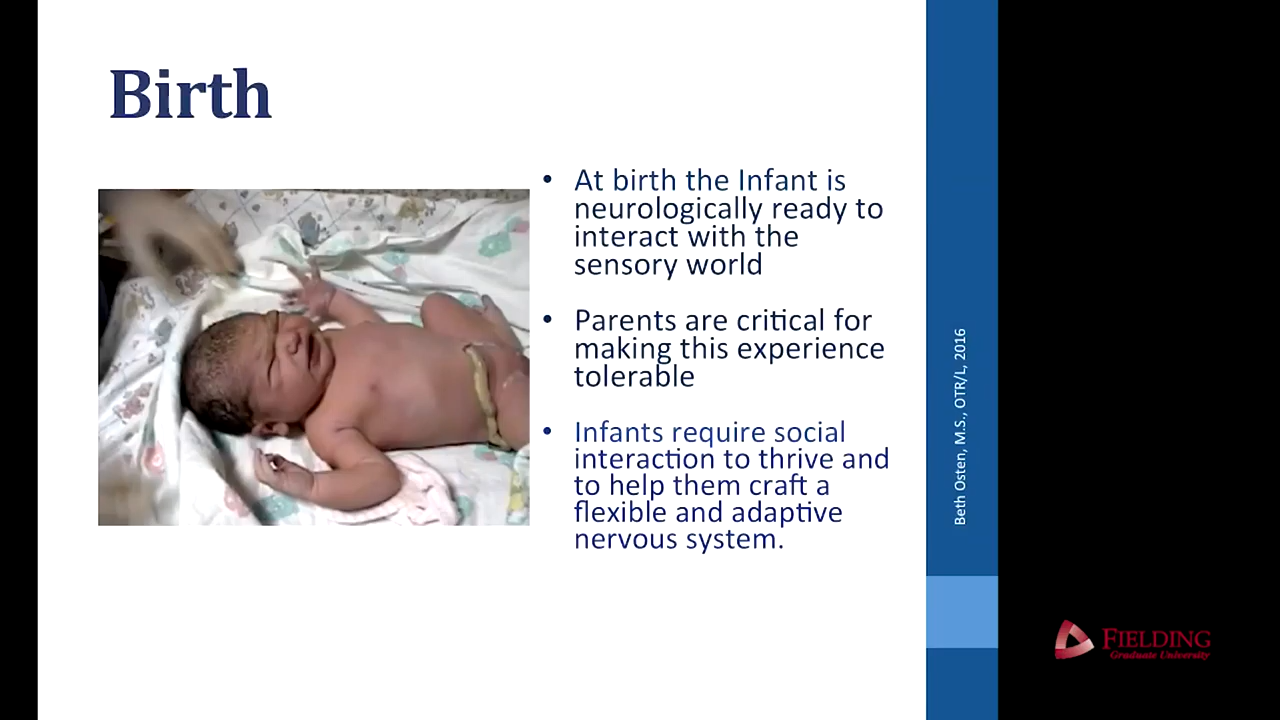 Birth
• At birth the Infant is
neurologically ready to
interact with the
sensory world
• Parents are critical for
making this experience
tolerable
• Infants require social
interaction to thrive and
to help them craft a
flexible and adaptive
nervous system.
Beth Osten, M.S., OTR/L, 2016
FIELDING
Graduate University